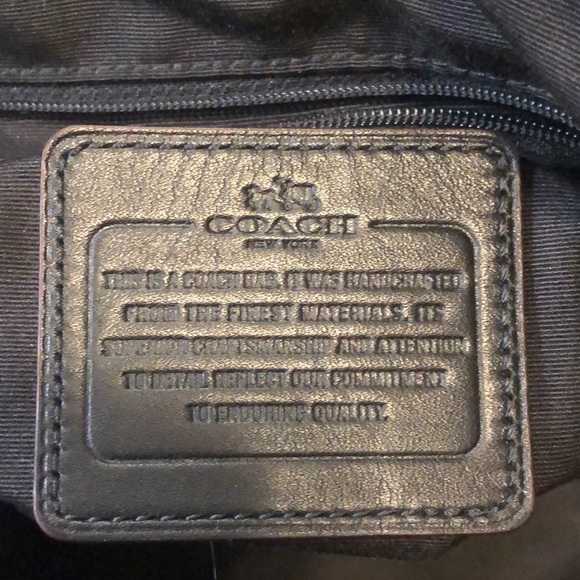 COACH
NEW YORK
THIS IS A COACH BAG. IT WAS HANDCRAFTED
FROM THE FINEST MATERIALS. ITS
SUPERIOR CRAFTSMANSHIP AND ATTENTION
TO DETAIL REFLECT OUR COMMITMENT
TO ENDURING QUALITY.